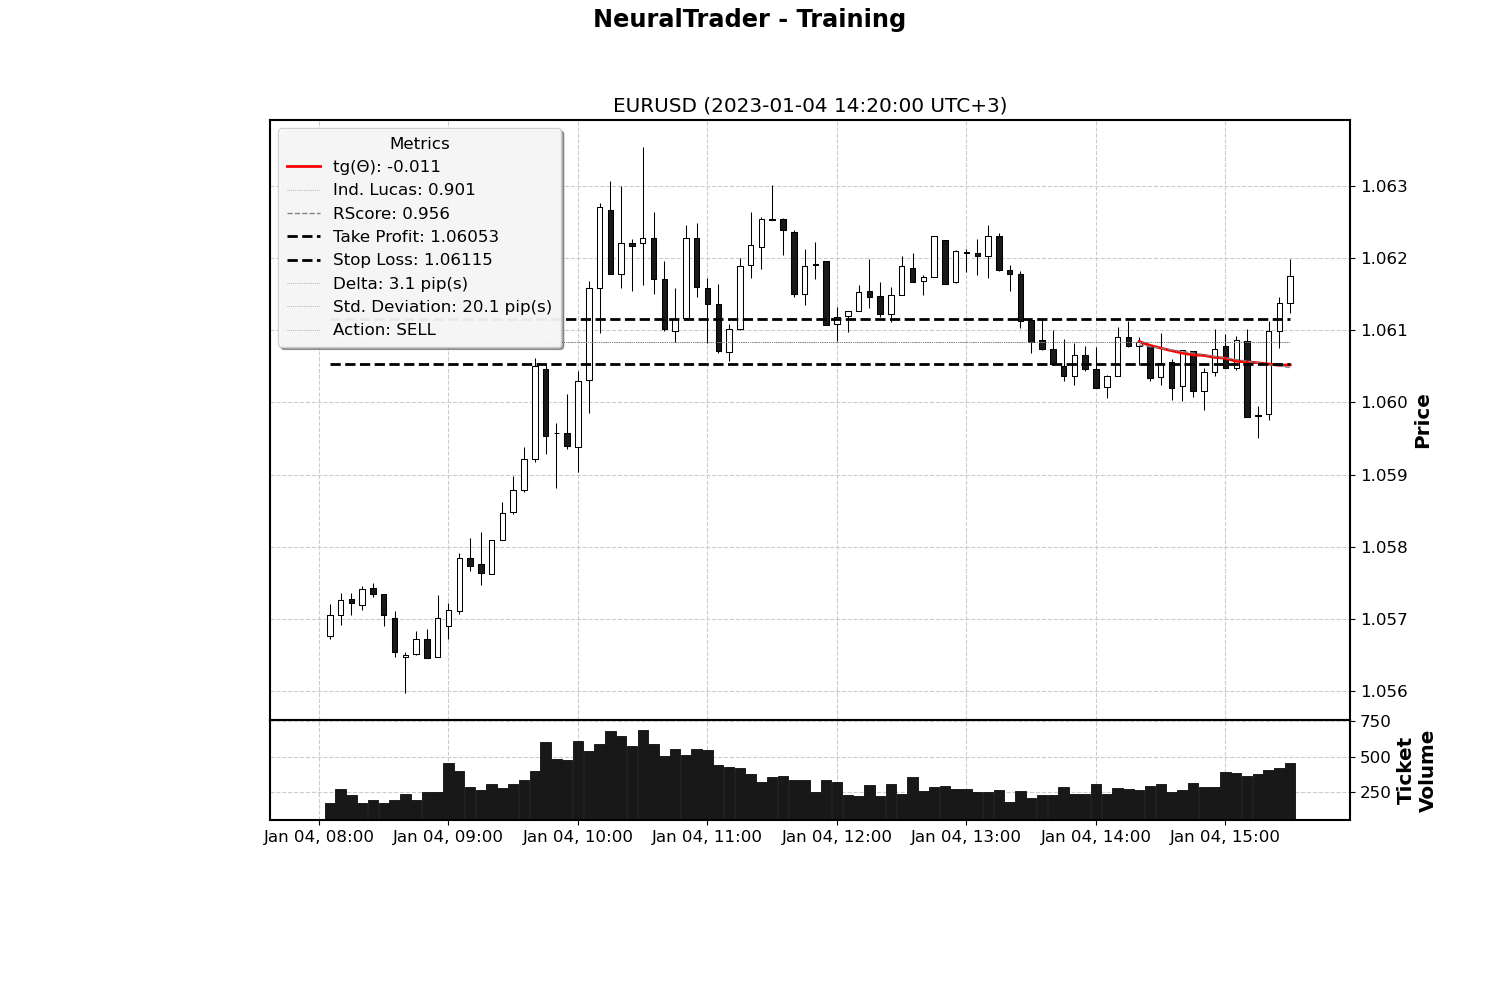 NeuralTrader - Training
EURUSD (2023-01-04 14:20:00 UTC+3)
Metrics
tg(Θ): -0.011
Ind. Lucas: 0.901
RScore: 0.956
Take Profit: 1.06053
Stop Loss: 1.06115
Delta: 3.1 pip(s)
Std. Deviation: 20.1 pip(s)
Action: SELL
1.063
1.062
1.061
1.060
1.059
1.058
1.057
1.056
Price
750
500
250
Ticket
Volume
Jan 04, 08:00
Jan 04, 09:00
Jan 04, 10:00
Jan 04, 11:00
Jan 04, 12:00
Jan 04, 13:00
Jan 04, 14:00
Jan 04, 15:00